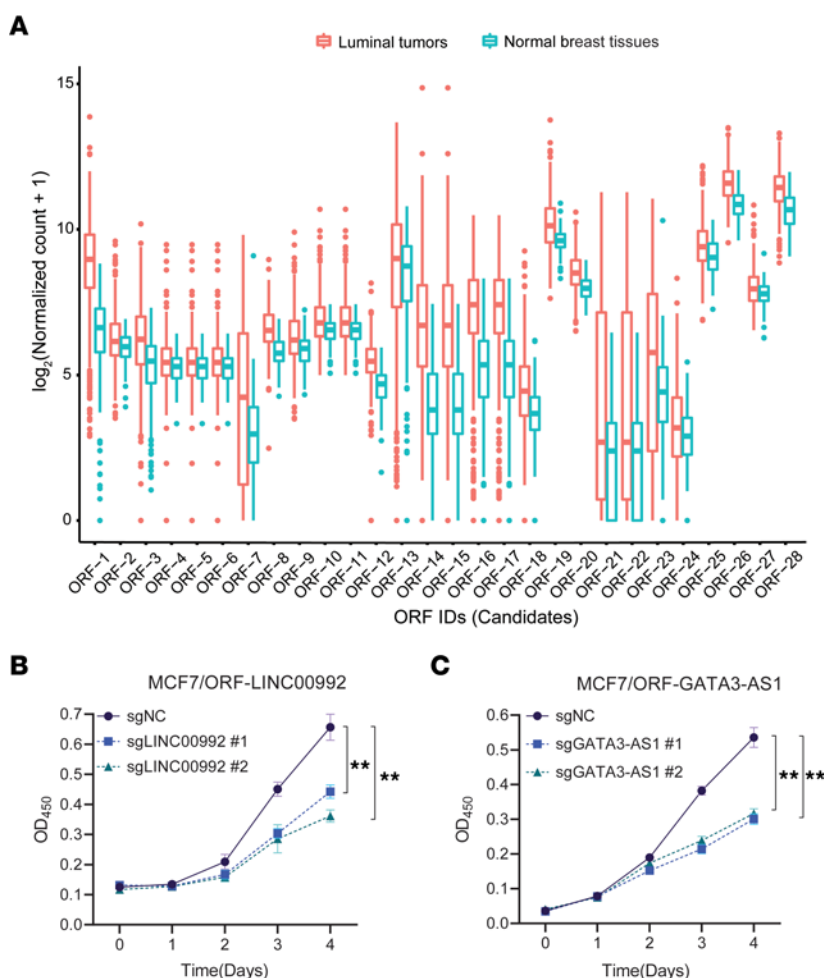 A
Luminal tumors Normal breast tissues
log2(Normalized count + 1)
15
10
5
0
ORF-1 ORF-2 ORF-3 ORF-4 ORF-5 ORF-6 ORF-7 ORF-8 ORF-9 ORF-10 ORF-11 ORF-12 ORF-13 ORF-14 ORF-15 ORF-16 ORF-17 ORF-18 ORF-19 ORF-20 ORF-21 ORF-22 ORF-23 ORF-24 ORF-25 ORF-26 ORF-27 ORF-28
ORF IDs (Candidates)
B
MCF7/ORF-LINC00992
sgNC
sgLINC00992 #1
sgLINC00992 #2
OD450
0.7
0.6
0.5
0.4
0.3
0.2
0.1
0.0
** **
0 1 2 3 4
Time(Days)
C
MCF7/ORF-GATA3-AS1
sgNC
sgGATA3-AS1 #1
sgGATA3-AS1 #2
OD450
0.6
0.5
0.4
0.3
0.2
0.1
0.0
** **
0 1 2 3 4
Time(Days)